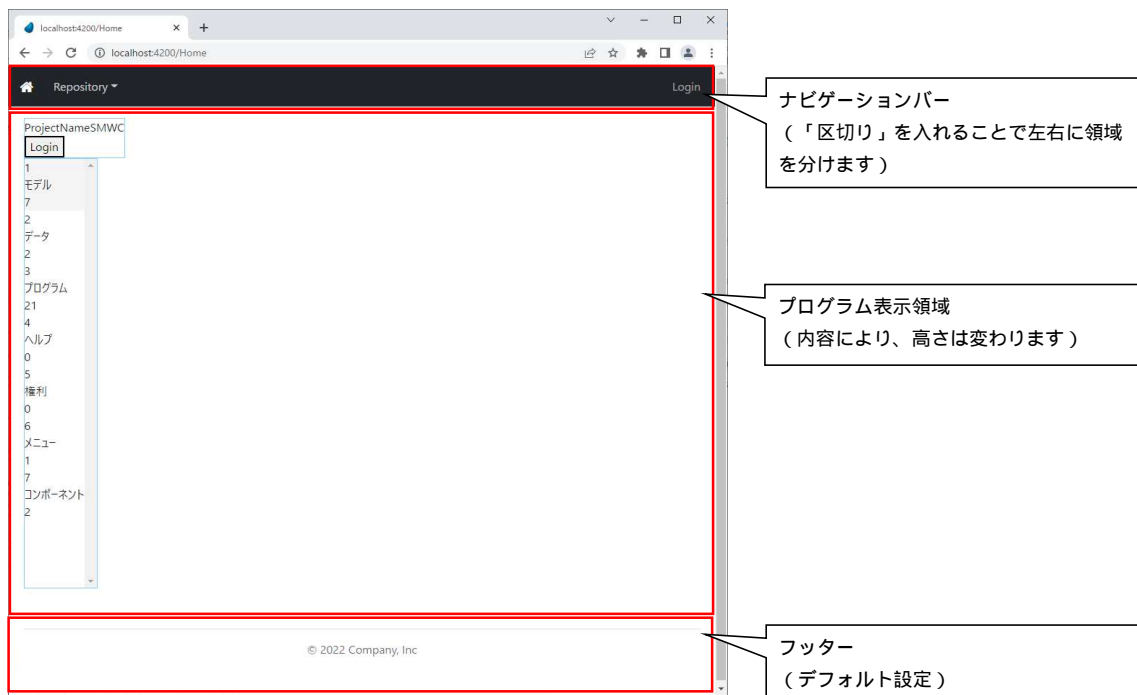 localhost:4200/Home
localhost:4200/Home
Repository
Login
ProjectNameSMWC
Login
1
モデル
7
2
データ
2
3
プログラム
21
4
ヘルプ
0
5
権利
0
6
メニュー
1
7
コンポーネント
2
© 2022 Company, Inc
ナビゲーションバー
(「区切り」を入れることで左右に領域
を分けます)
プログラム表示領域
(内容により、高さは変わります)
フッター
(デフォルト設定)